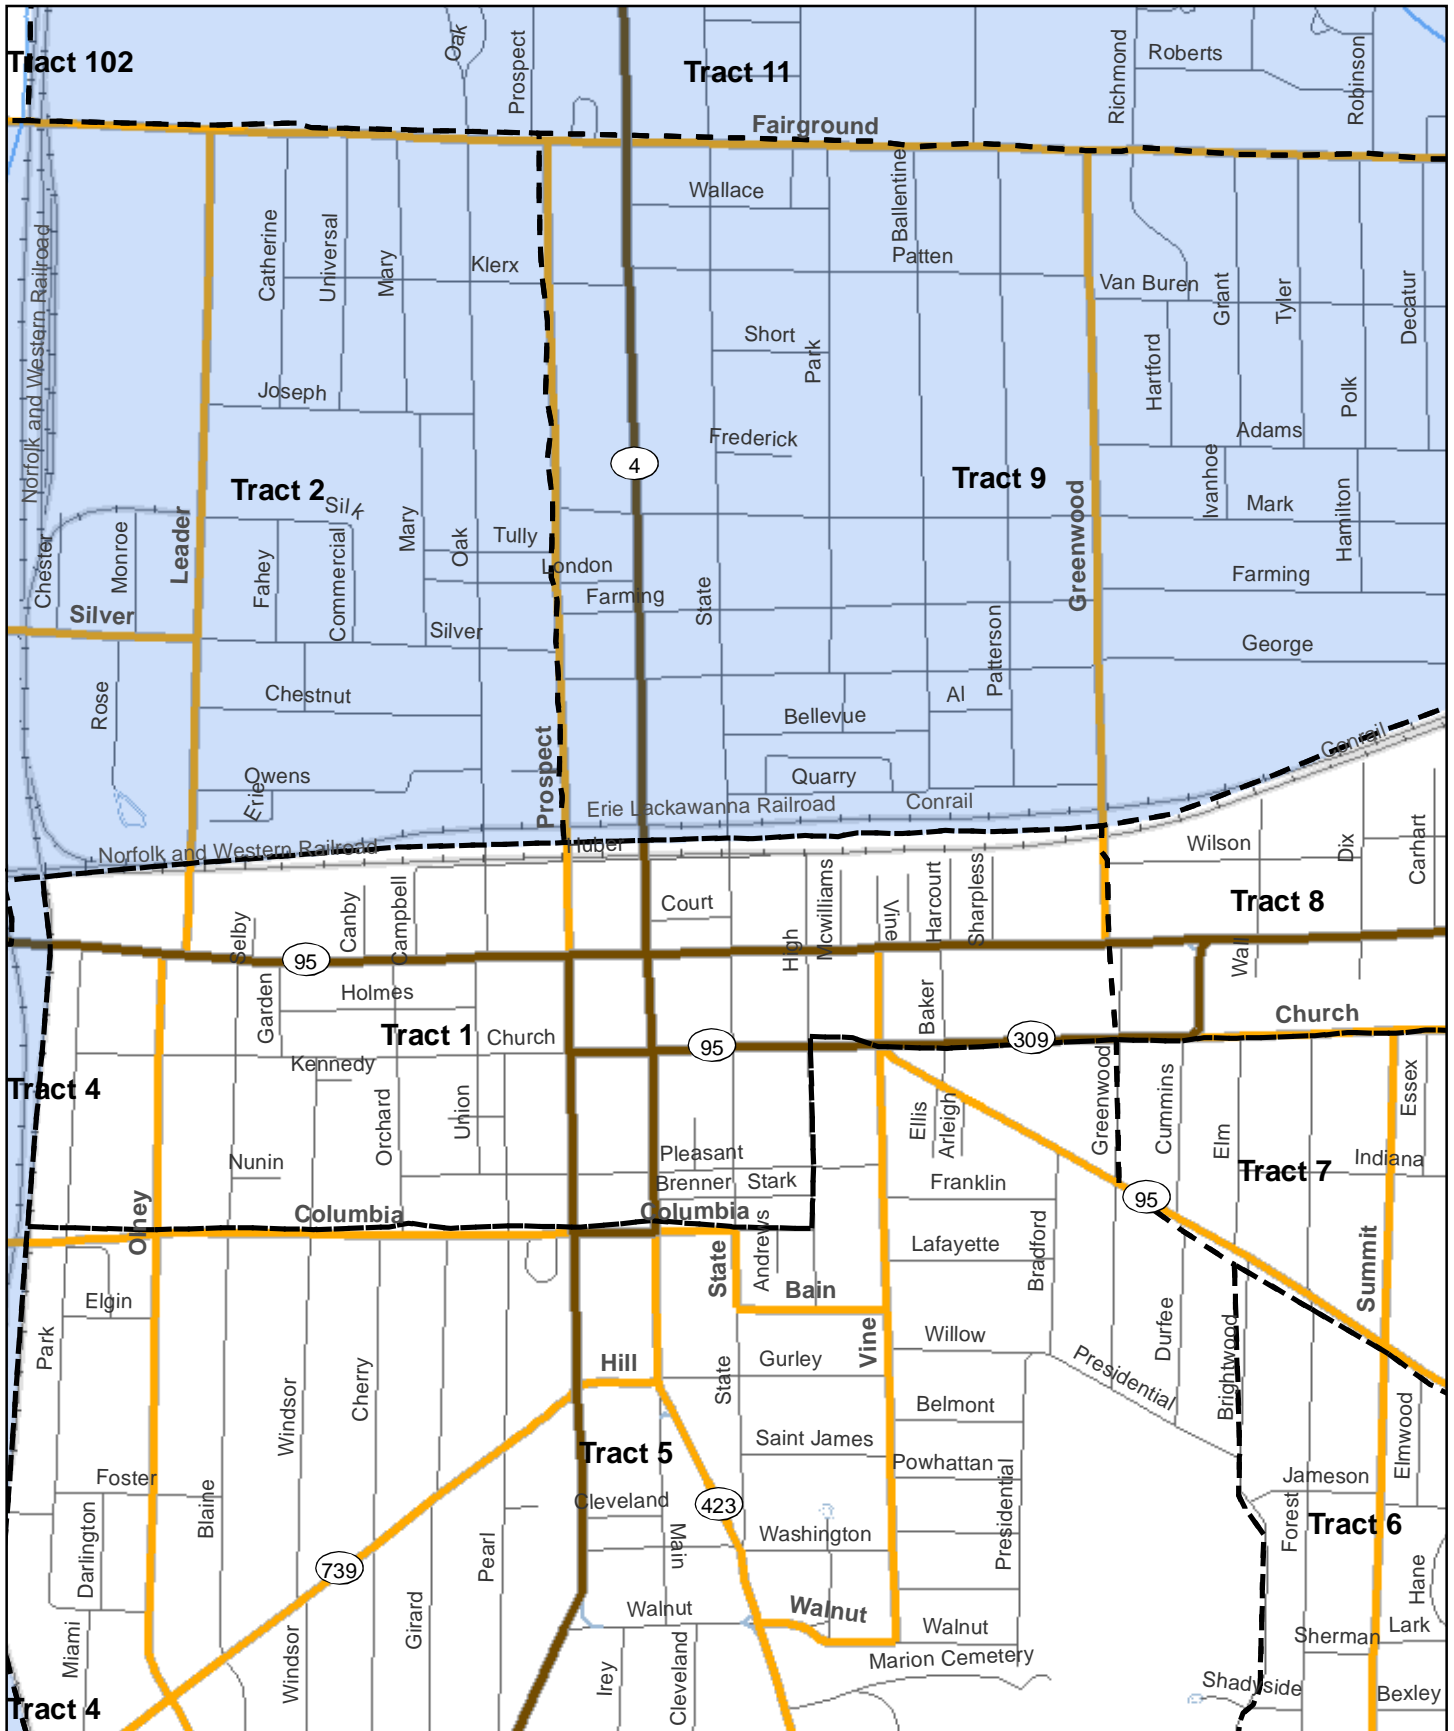 Oak
Prospect
Richmond
Roberts
Robinson
Tract 102
Tract 11
Fairground
Wallace
Ballentine
Patten
Catherine
Universal
Mary
Klerx
Van Buren
Grant
Tyler
Decatur
Norfolk and Western Railroad
Short
Park
Hartford
Joseph
Polk
Frederick
Adams
4
Tract 2
Tract 9
Silk
Ivanhoe
Mark
Hamilton
Leader
Greenwood
Chester
Monroe
Fahey
Commercial
Mary
Oak
Tully
London
Farming
State
Farming
Silver
Silver
Patterson
George
Rose
Chestnut
Al
Bellevue
Prospect
Conrail
Owens
Erie
Quarry
Erie Lackawanna Railroad
Conrail
Norfolk and Western Railroad
Huber
Wilson
Dix
Carhart
Selby
Canby
Campbell
Court
High
Mcwilliams
Vine
Harcourt
Sharpless
Tract 8
Wall
95
Garden
Holmes
Baker
Church
Tract 1
Church
95
309
Kennedy
Tract 4
Orchard
Union
Ellis
Arleigh
Greenwood
Cummins
Elm
Essex
Nunin
Pleasant
Brenner
Stark
Franklin
95
Tract 7
Indiana
Olney
Columbia
Columbia
State
Andrews
Lafayette
Bradford
Summit
Bain
Elgin
Park
Vine
Willow
Durfee
Brightwood
Hill
State
Gurley
Presidential
Windsor
Cherry
Belmont
Tract 5
Saint James
Powhattan
Elmwood
Foster
Blaine
Cleveland
423
Presidential
Jameson
Forest
Tract 6
Darlington
Main
Washington
739
Pearl
Hane
Miami
Windsor
Girard
Walnut
Walnut
Walnut
Lark
Sherman
Irey
Cleveland
Marion Cemetery
Shadyside
Bexley
Tract 4